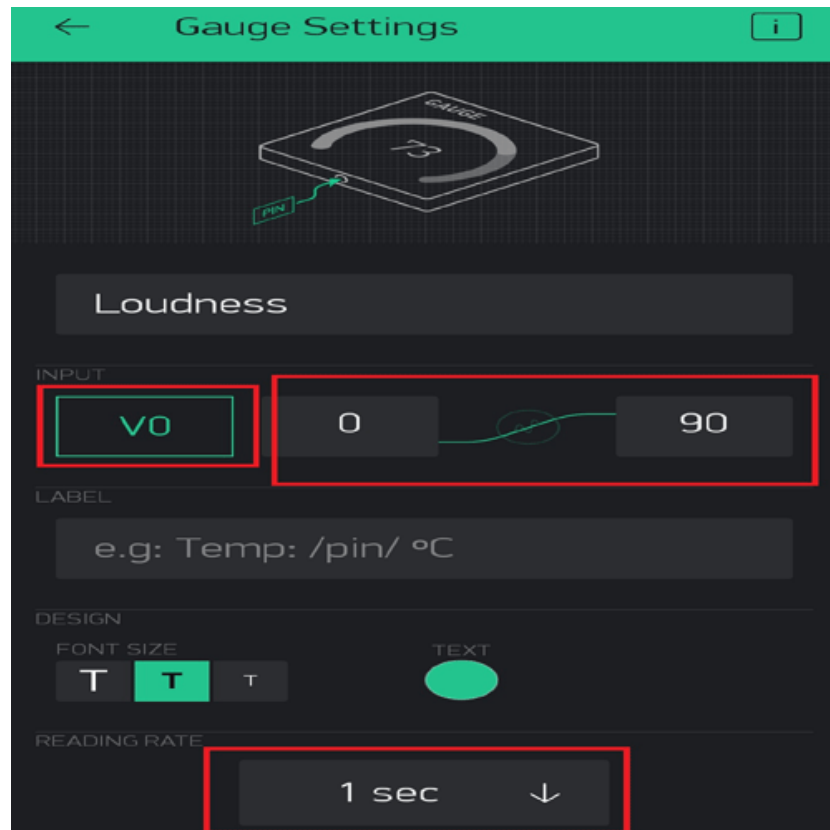 ← Gauge Settings i
GAUGE
73
PIN
Loudness
INPUT
V0 0 90
LABEL
e.g: Temp: /pin/ °C
DESIGN
FONT SIZE TEXT
T T T
READING RATE
1 sec ↓